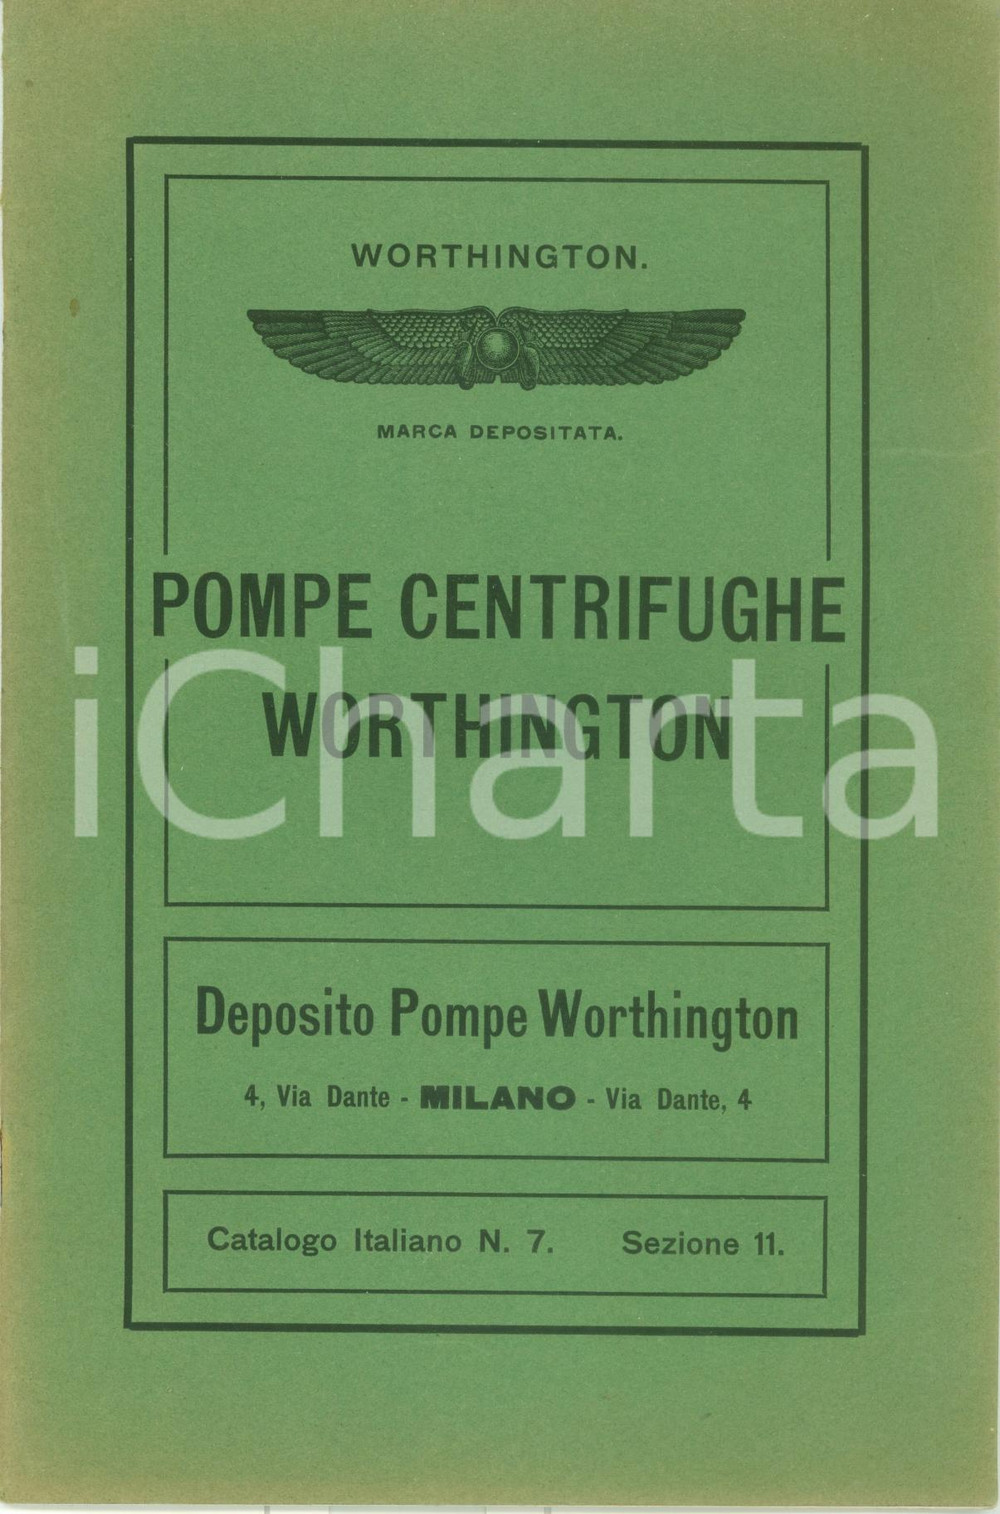 WORTHINGTON.
MARCA DEPOSITATA.
POMPE CENTRIFUGHE
WORTHINGTON
iCharta
Deposito Pompe Worthington
4, Via Dante - MILANO - Via Dante, 4
Catalogo Italiano N. 7. Sezione 11.